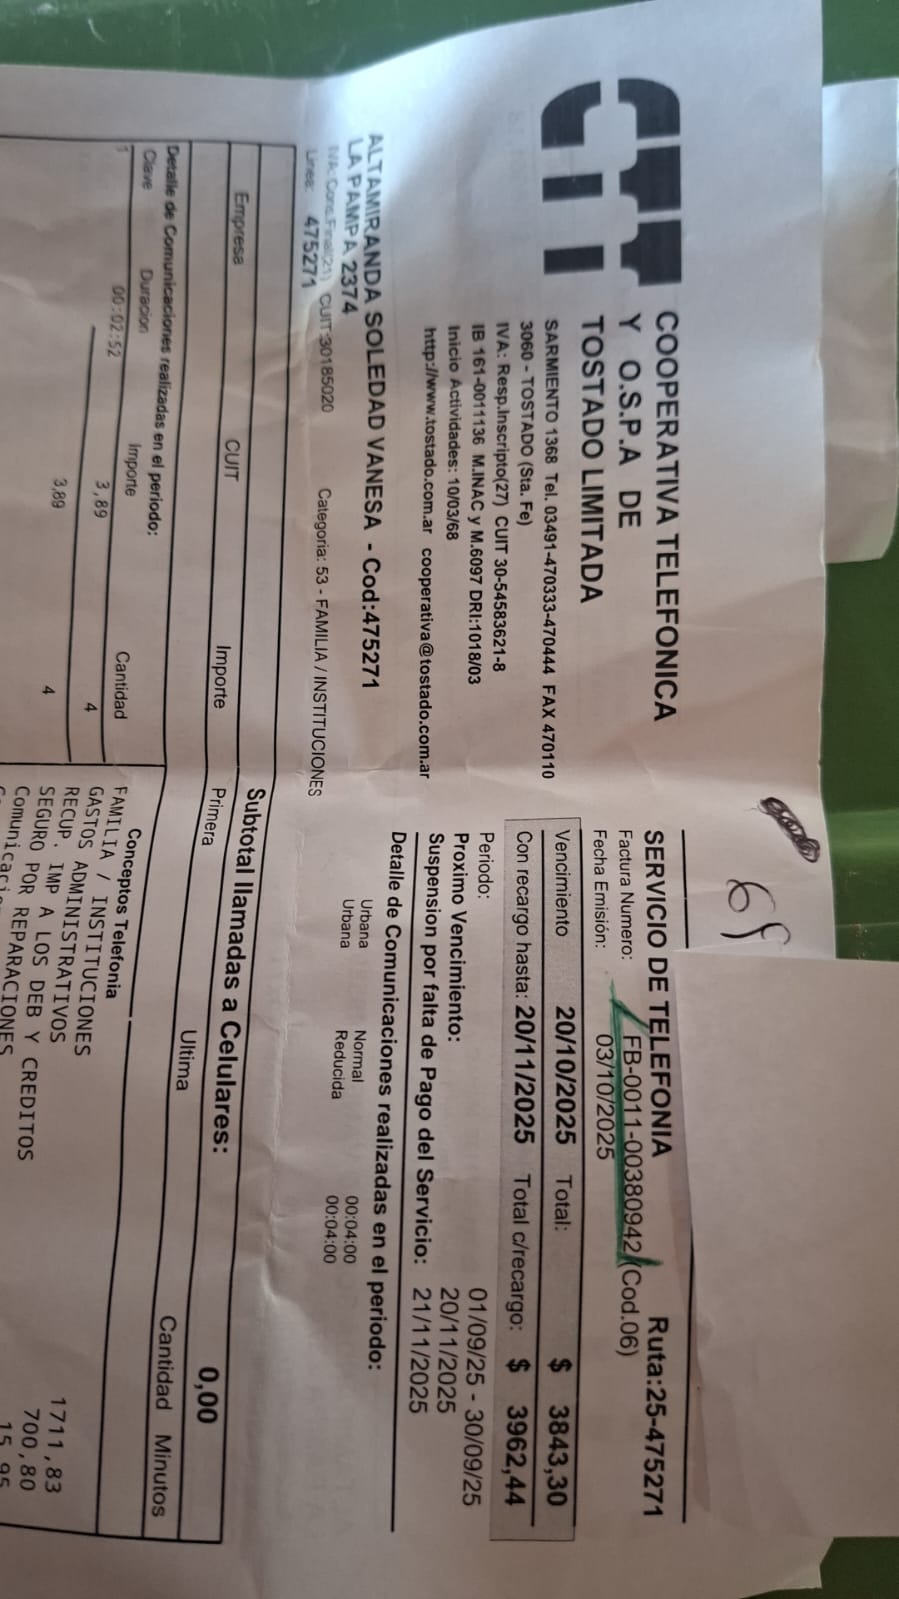 COOPERATIVA TELEFONICA
Y O.S.P.A DE
TOSTADO LIMITADA
SARMIENTO 1368 Tel. 03491-470333-470444 FAX 470110
3060 - TOSTADO (Sta. Fe)
IVA: Resp.Inscripto(27) CUIT 30-54583621-8
IB 161-0011136 M.INAC y M.6097 DRI:1018/03
Inicio Actividades: 10/03/68
http://www.tostado.com.ar cooperativa@tostado.com.ar
ALTAMIRANDA SOLEDAD VANESA - Cod:475271
LA PAMPA 2374
IVA: Cons.Final(21) CUIT:30185020 Categoria: 53 - FAMILIA / INSTITUCIONES
Linea: 475271
SERVICIO DE TELEFONIA Ruta:25-475271
Factura Numero: FB-0011-00380942 (Cod.06)
Fecha Emisión: 03/10/2025
Vencimiento 20/10/2025 Total: $ 3843,30
Con recargo hasta: 20/11/2025 Total c/recargo: $ 3962,44
Periodo: 01/09/25 - 30/09/25
Proximo Vencimiento: 20/11/2025
Suspension por falta de Pago del Servicio: 21/11/2025
Detalle de Comunicaciones realizadas en el periodo:
Urbana Normal 00:04:00
Urbana Reducida 00:04:00
Subtotal llamadas a Celulares: 0,00
Empresa CUIT Importe Primera Ultima Cantidad Minutos
Detalle de Comunicaciones realizadas en el periodo:
Clave Duracion Importe Cantidad
1 00:02:52 3,89 4
3,89 4
Conceptos Telefonia
FAMILIA / INSTITUCIONES 1711,83
GASTOS ADMINISTRATIVOS 700,80
RECUP. IMP A LOS DEB Y CREDITOS 15,95
SEGURO POR REPARACIONES